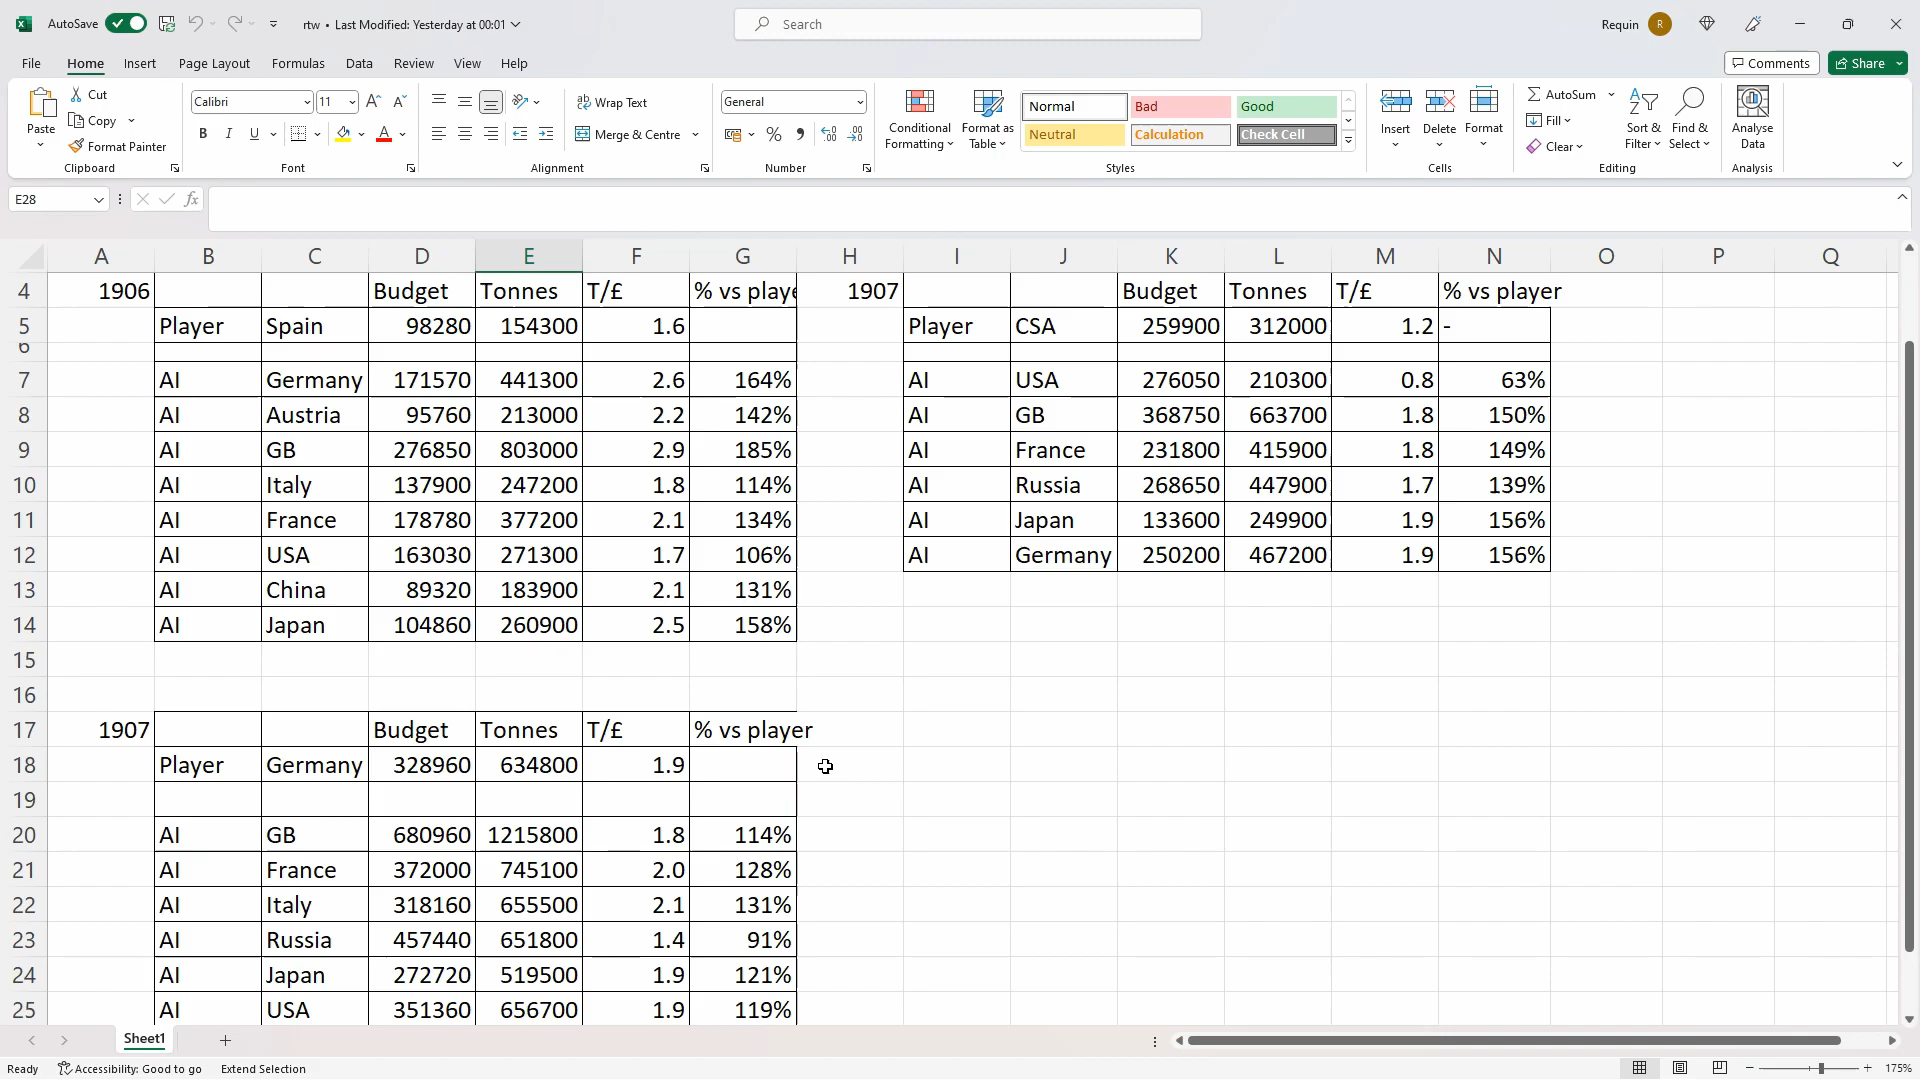 AutoSave rtw • Last Modified: Yesterday at 00:01 Search Requin R
File Home Insert Page Layout Formulas Data Review View Help Comments Share
Paste Cut Copy Format Painter Clipboard
Calibri 11 B I U A Font
Wrap Text Merge & Centre Alignment
General % , Number
Conditional Formatting Format as Table Normal Bad Good Neutral Calculation Check Cell Styles
Insert Delete Format Cells
AutoSum Fill Clear Sort & Filter Find & Select Editing
Analyse Data Analysis
E28 fx
A B C D E F G H I J K L M N O P Q
4 1906 Budget Tonnes T/£ % vs playe 1907 Budget Tonnes T/£ % vs player
5 Player Spain 98280 154300 1.6 Player CSA 259900 312000 1.2 -
6
7 AI Germany 171570 441300 2.6 164% AI USA 276050 210300 0.8 63%
8 AI Austria 95760 213000 2.2 142% AI GB 368750 663700 1.8 150%
9 AI GB 276850 803000 2.9 185% AI France 231800 415900 1.8 149%
10 AI Italy 137900 247200 1.8 114% AI Russia 268650 447900 1.7 139%
11 AI France 178780 377200 2.1 134% AI Japan 133600 249900 1.9 156%
12 AI USA 163030 271300 1.7 106% AI Germany 250200 467200 1.9 156%
13 AI China 89320 183900 2.1 131%
14 AI Japan 104860 260900 2.5 158%
15
16
17 1907 Budget Tonnes T/£ % vs player
18 Player Germany 328960 634800 1.9
19
20 AI GB 680960 1215800 1.8 114%
21 AI France 372000 745100 2.0 128%
22 AI Italy 318160 655500 2.1 131%
23 AI Russia 457440 651800 1.4 91%
24 AI Japan 272720 519500 1.9 121%
25 AI USA 351360 656700 1.9 119%
Sheet1
Ready Accessibility: Good to go Extend Selection 175%